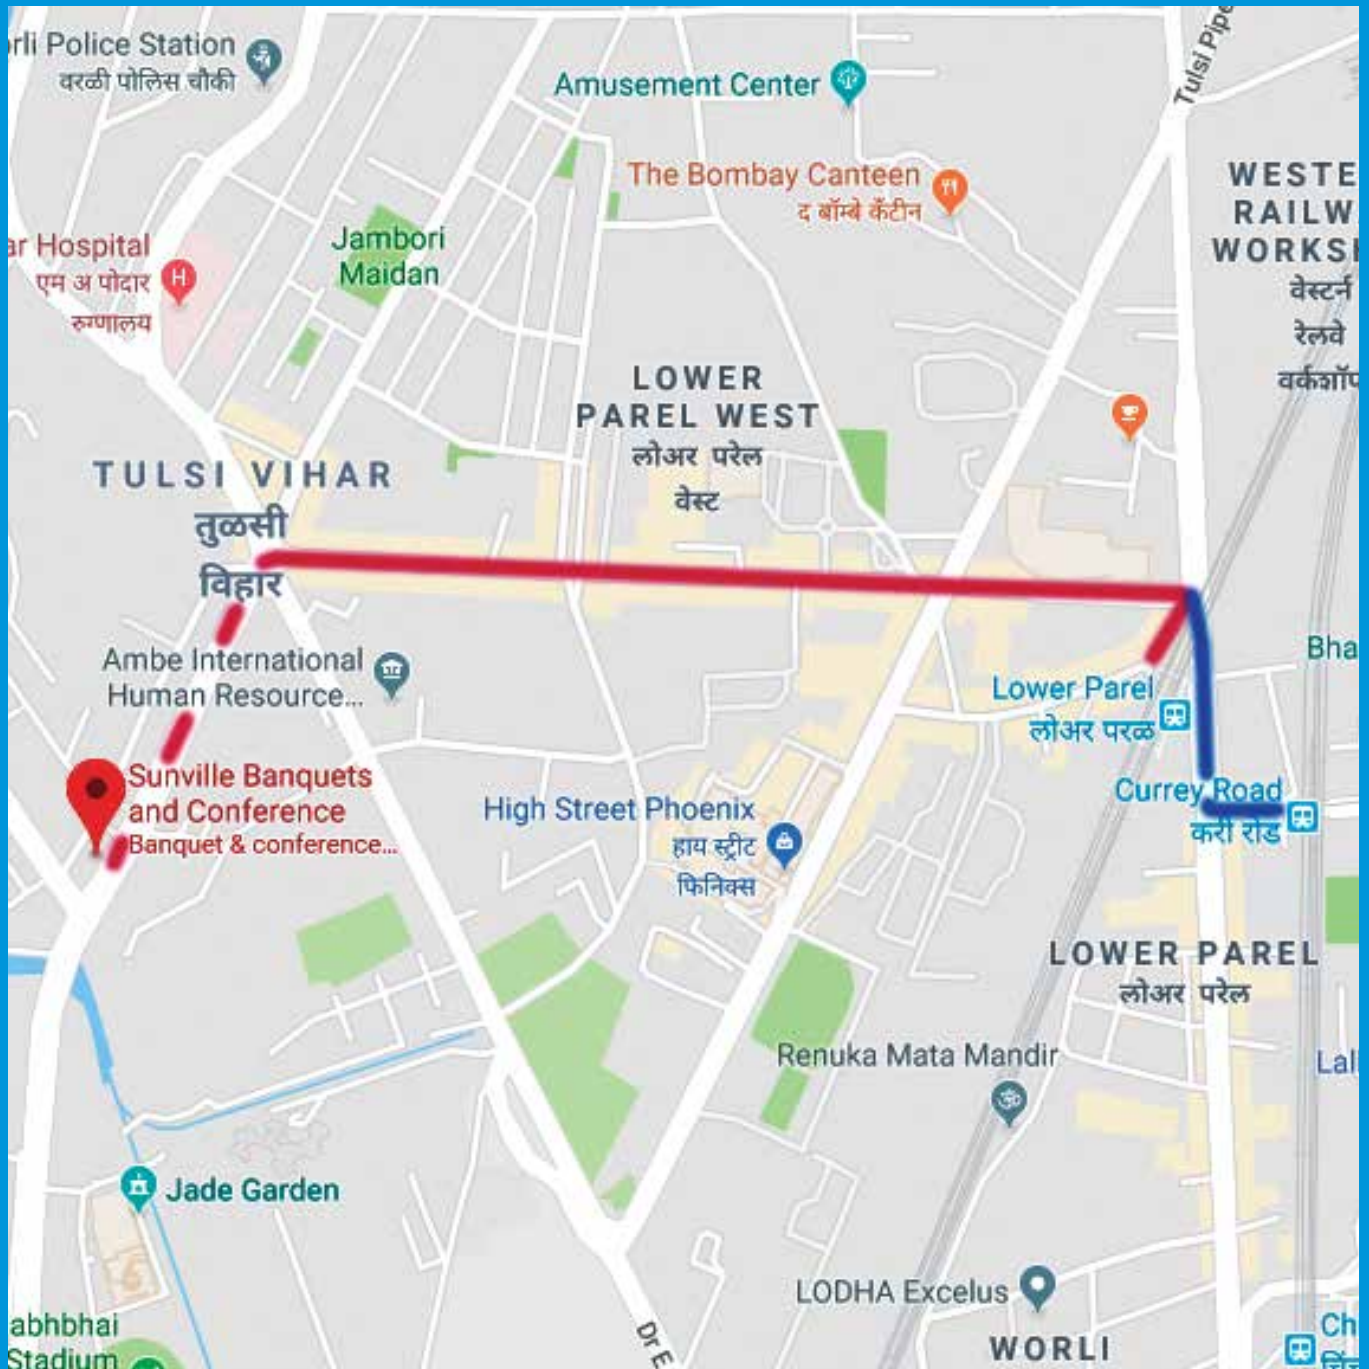 rli Police Station
वरळी पोलिस चौकी
Amusement Center
Tulsi Pipe
The Bombay Canteen
द बॉम्बे कँटीन
WESTE
RAILW
WORKS
वेस्टर्न
रेलवे
वर्कशॉप
ar Hospital
एम अ पोदार
रुग्णालय
Jambori
Maidan
LOWER
PAREL WEST
लोअर परेल
वेस्ट
TULSI VIHAR
तुळसी
विहार
Ambe International
Human Resource...
Bha
Lower Parel
लोअर परळ
Sunville Banquets
and Conference
Banquet & conference...
High Street Phoenix
हाय स्ट्रीट
फिनिक्स
Currey Road
करी रोड
LOWER PAREL
लोअर परेल
Renuka Mata Mandir
Lal
Jade Garden
LODHA Excelus
WORLI
abhbhai
Stadium
Dr E
Ch